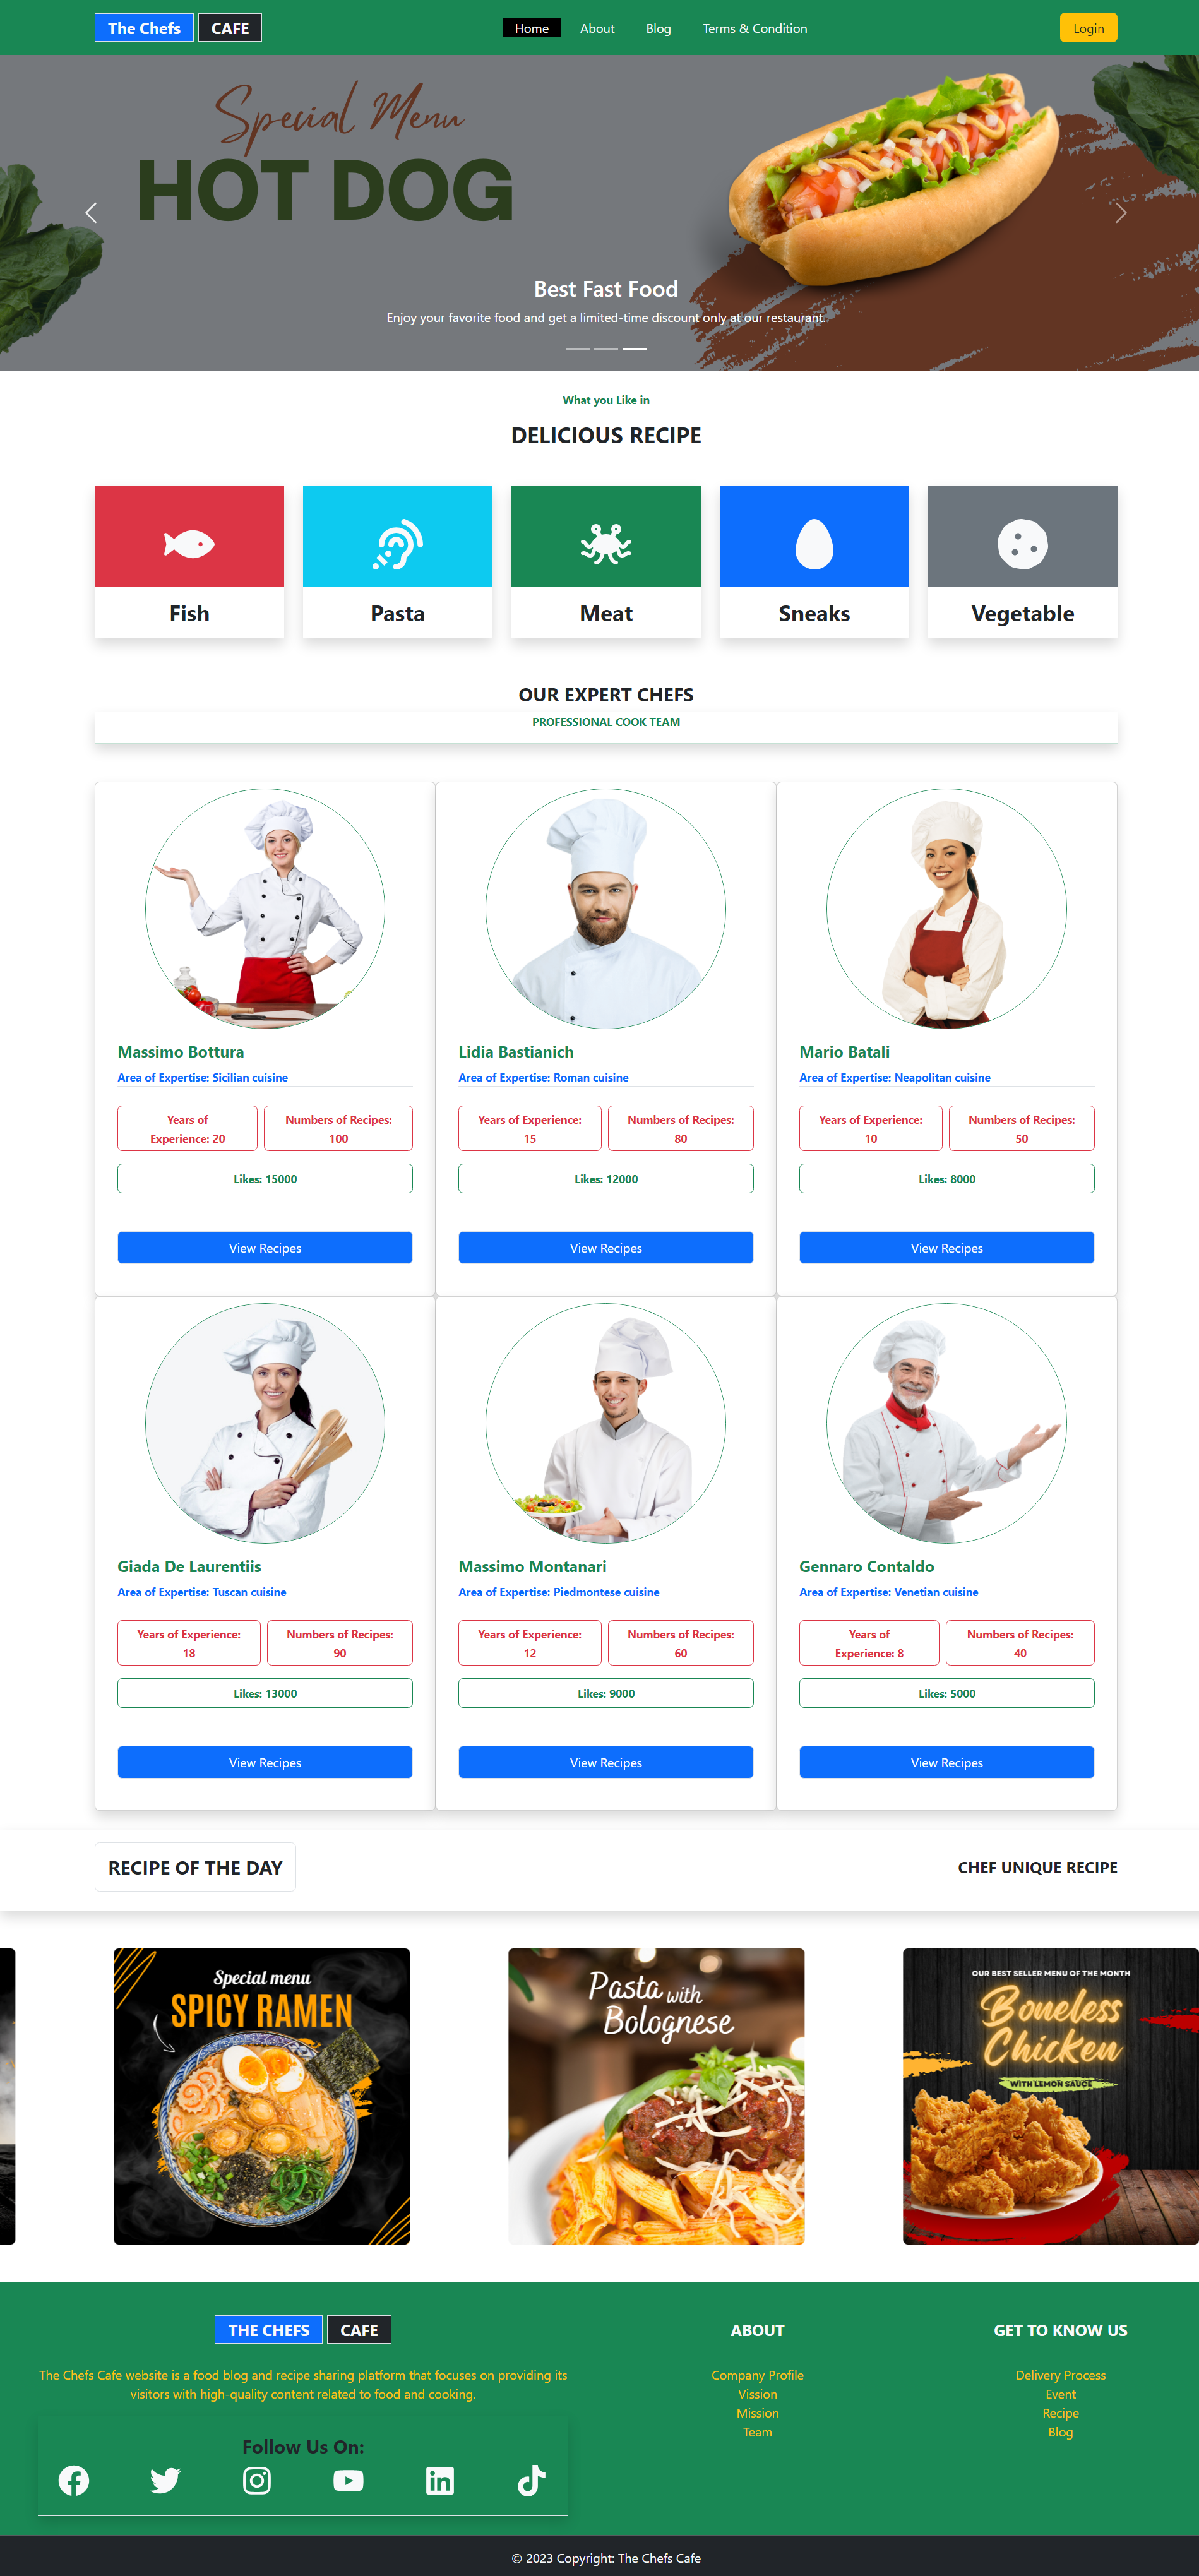 The Chefs CAFE
Home About Blog Terms & Condition
Login
Special Menu
HOT DOG
Best Fast Food
Enjoy your favorite food and get a limited-time discount only at our restaurant.
What you Like in
DELICIOUS RECIPE
Fish
Pasta
Meat
Sneaks
Vegetable
OUR EXPERT CHEFS
PROFESSIONAL COOK TEAM
Massimo Bottura
Area of Expertise: Sicilian cuisine
Years of
Experience: 20
Numbers of Recipes:
100
Likes: 15000
View Recipes
Lidia Bastianich
Area of Expertise: Roman cuisine
Years of Experience:
15
Numbers of Recipes:
80
Likes: 12000
View Recipes
Mario Batali
Area of Expertise: Neapolitan cuisine
Years of Experience:
10
Numbers of Recipes:
50
Likes: 8000
View Recipes
Giada De Laurentiis
Area of Expertise: Tuscan cuisine
Years of Experience:
18
Numbers of Recipes:
90
Likes: 13000
View Recipes
Massimo Montanari
Area of Expertise: Piedmontese cuisine
Years of Experience:
12
Numbers of Recipes:
60
Likes: 9000
View Recipes
Gennaro Contaldo
Area of Expertise: Venetian cuisine
Years of
Experience: 8
Numbers of Recipes:
40
Likes: 5000
View Recipes
RECIPE OF THE DAY
CHEF UNIQUE RECIPE
Special menu
SPICY RAMEN
Pasta with
Bolognese
OUR BEST SELLER MENU OF THE MONTH
Boneless
Chicken
WITH LEMON SAUCE
THE CHEFS CAFE
The Chefs Cafe website is a food blog and recipe sharing platform that focuses on providing its
visitors with high-quality content related to food and cooking.
Follow Us On:
ABOUT
Company Profile
Vission
Mission
Team
GET TO KNOW US
Delivery Process
Event
Recipe
Blog
© 2023 Copyright: The Chefs Cafe